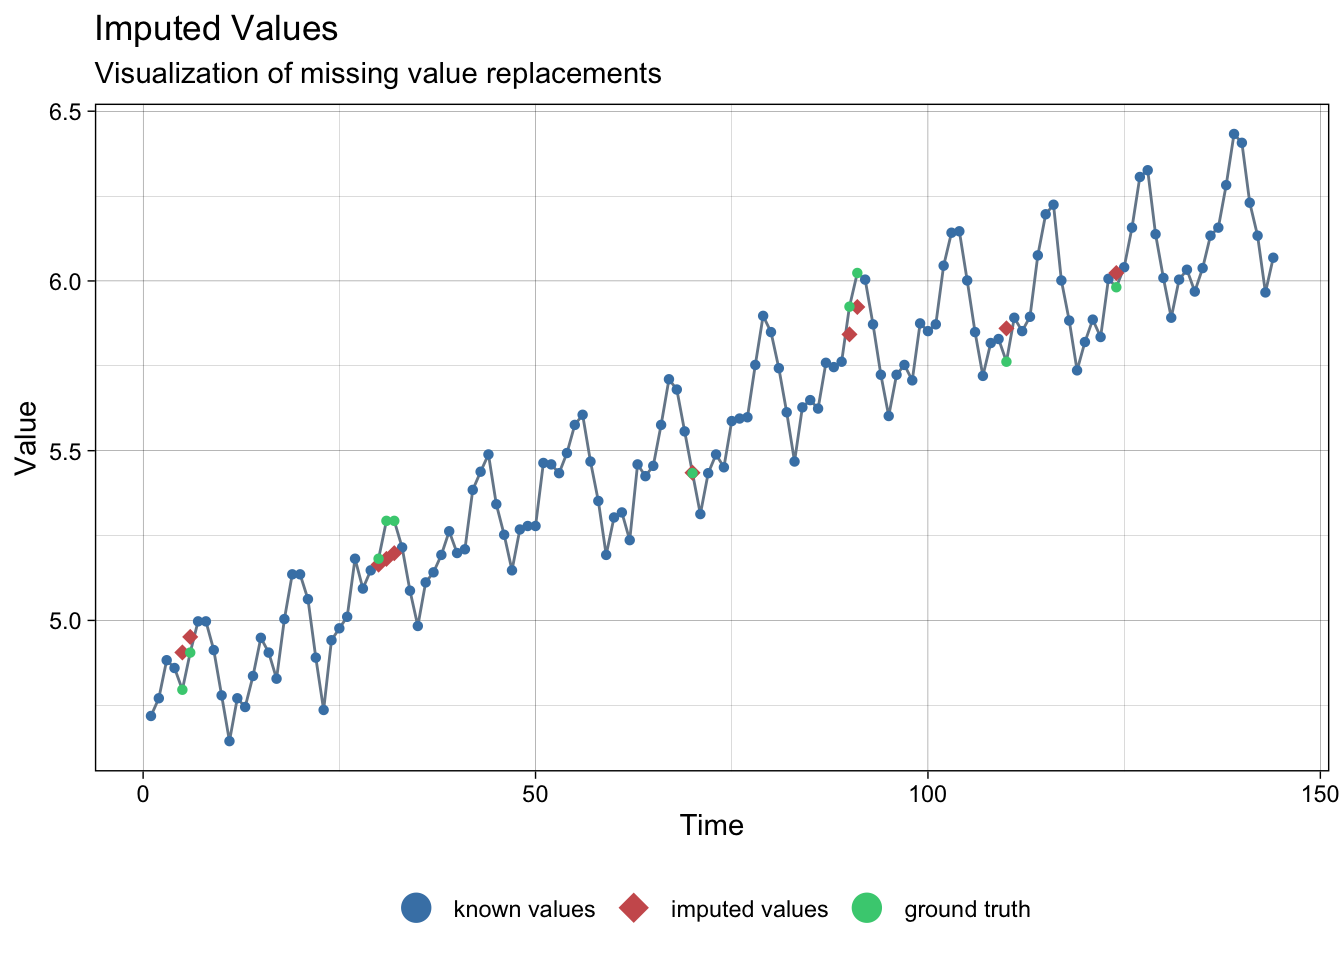 Imputed Values
Visualization of missing value replacements
6.5
6.0
5.5
5.0
Value
0 50 100 150
Time
known values imputed values ground truth